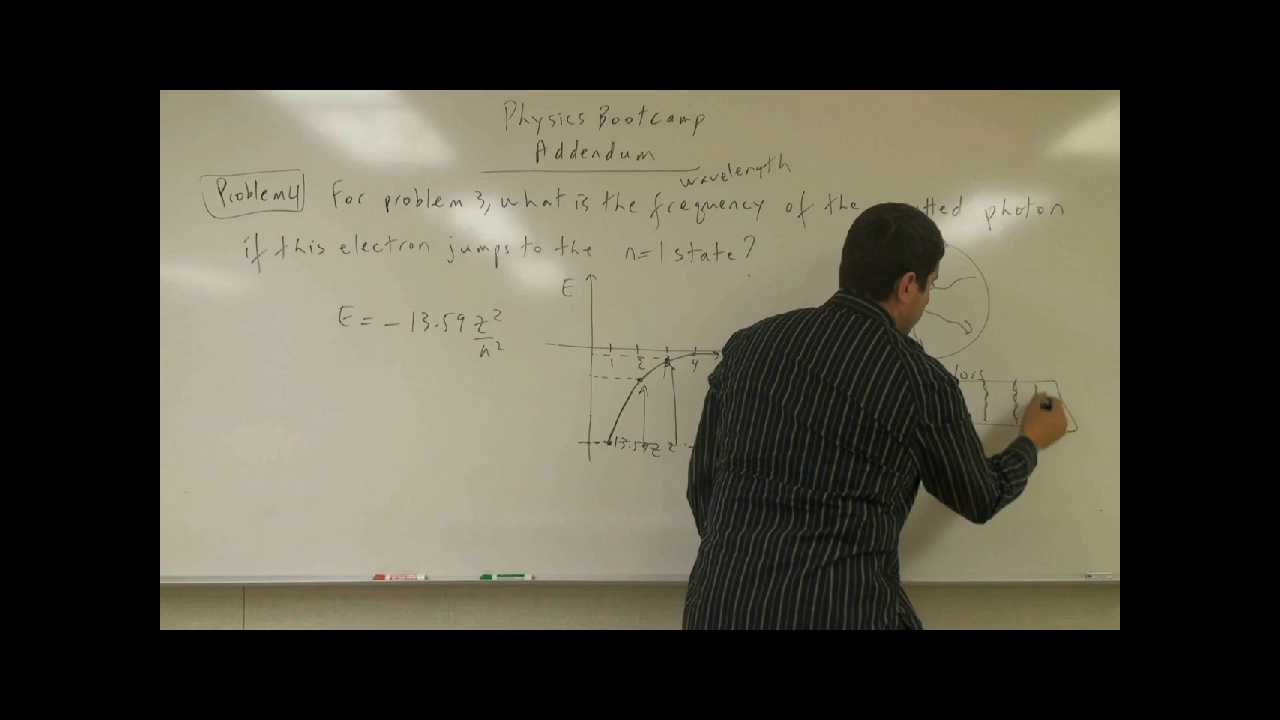 Physics Bootcamp
Addendum
wavelength
Problem 4 For problem 3, what is the frequency of the photon
if this electron jumps to the n=1 state?
E
E = -13.59 z²/n²
1 2 4
-13.59 z²